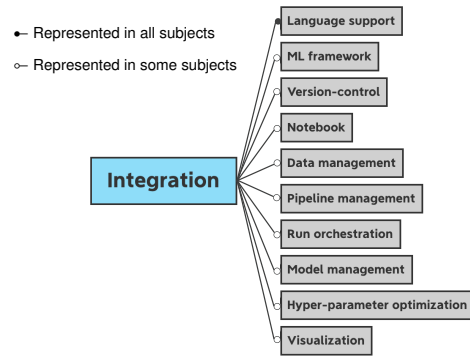 Represented in all subjects
Represented in some subjects
Integration
Language support
ML framework
Version-control
Notebook
Data management
Pipeline management
Run orchestration
Model management
Hyper-parameter optimization
Visualization